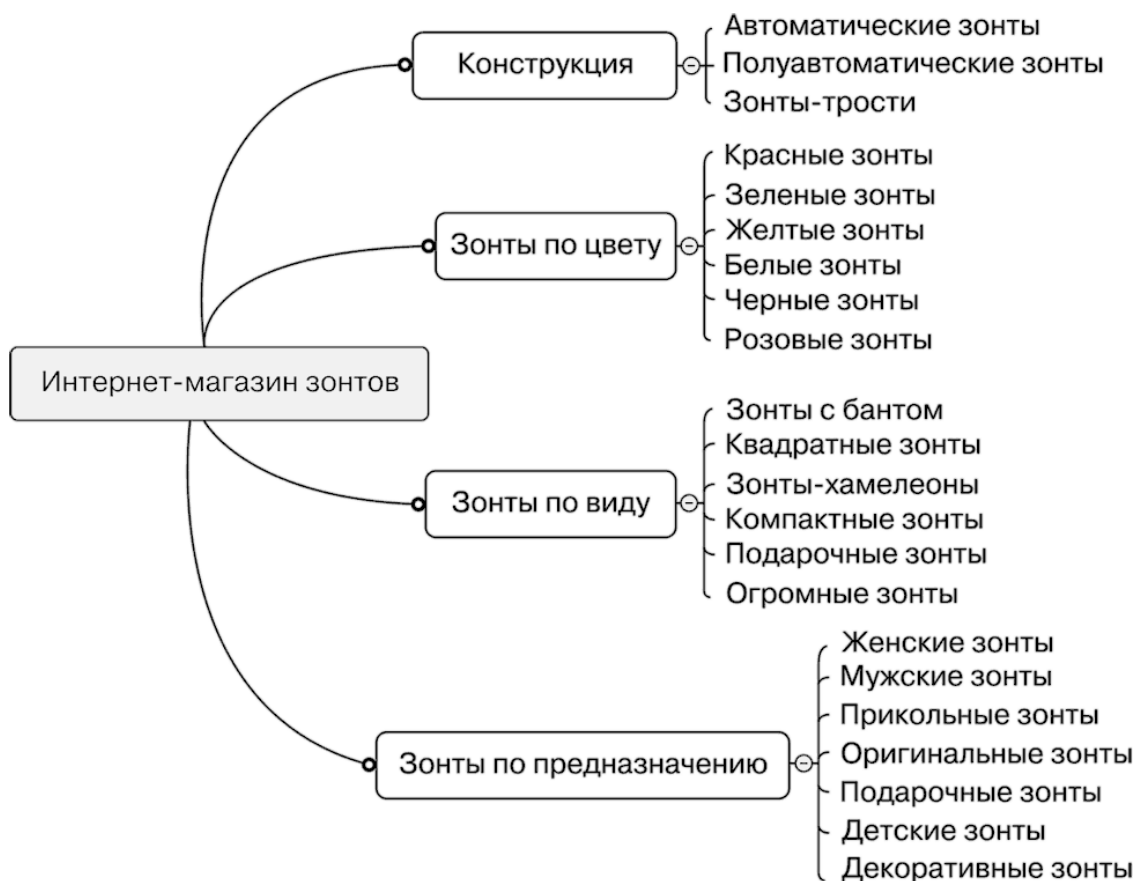 Интернет-магазин зонтов
Конструкция
Автоматические зонты
Полуавтоматические зонты
Зонты-трости
Зонты по цвету
Красные зонты
Зеленые зонты
Желтые зонты
Белые зонты
Черные зонты
Розовые зонты
Зонты по виду
Зонты с бантом
Квадратные зонты
Зонты-хамелеоны
Компактные зонты
Подарочные зонты
Огромные зонты
Зонты по предназначению
Женские зонты
Мужские зонты
Прикольные зонты
Оригинальные зонты
Подарочные зонты
Детские зонты
Декоративные зонты